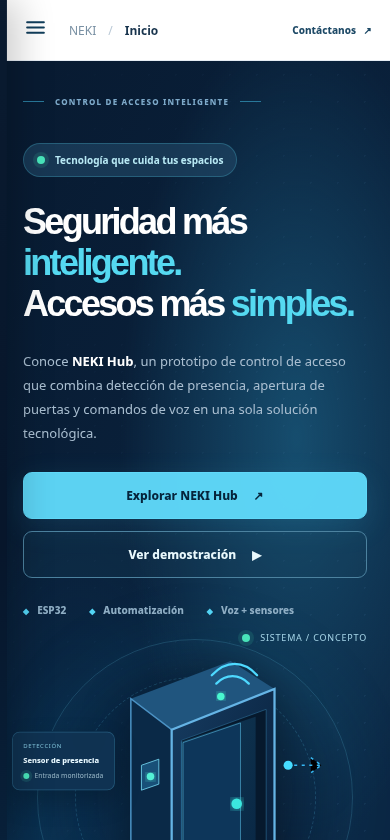 NEKI / Inicio
Contáctanos ↗
CONTROL DE ACCESO INTELIGENTE
Tecnología que cuida tus espacios
Seguridad más
inteligente.
Accesos más simples.
Conoce NEKI Hub, un prototipo de control de acceso
que combina detección de presencia, apertura de
puertas y comandos de voz en una sola solución
tecnológica.
Explorar NEKI Hub ↗
Ver demostración ▶
◆ ESP32 ◆ Automatización ◆ Voz + sensores
SISTEMA / CONCEPTO
DETECCIÓN
Sensor de presencia
Entrada monitorizada